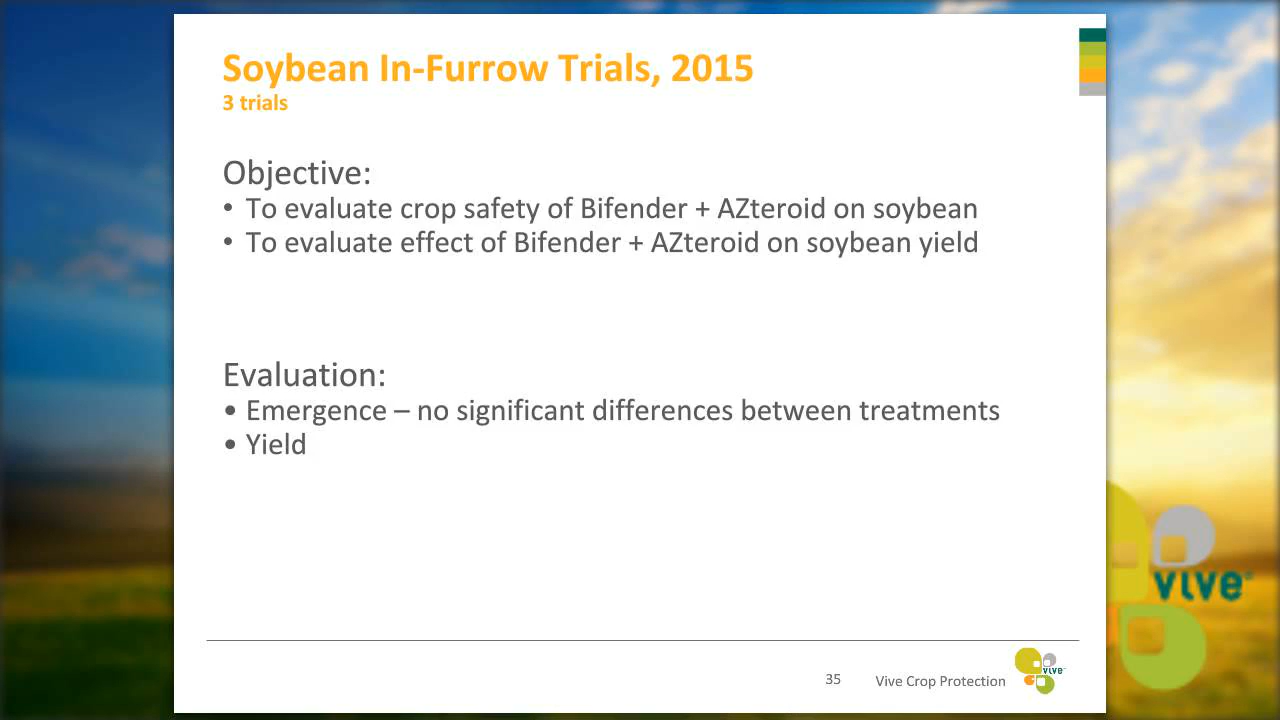 Soybean In-Furrow Trials, 2015
3 trials
Objective:
• To evaluate crop safety of Bifender + AZteroid on soybean
• To evaluate effect of Bifender + AZteroid on soybean yield
Evaluation:
• Emergence – no significant differences between treatments
• Yield
35
Vive Crop Protection
vive
vive